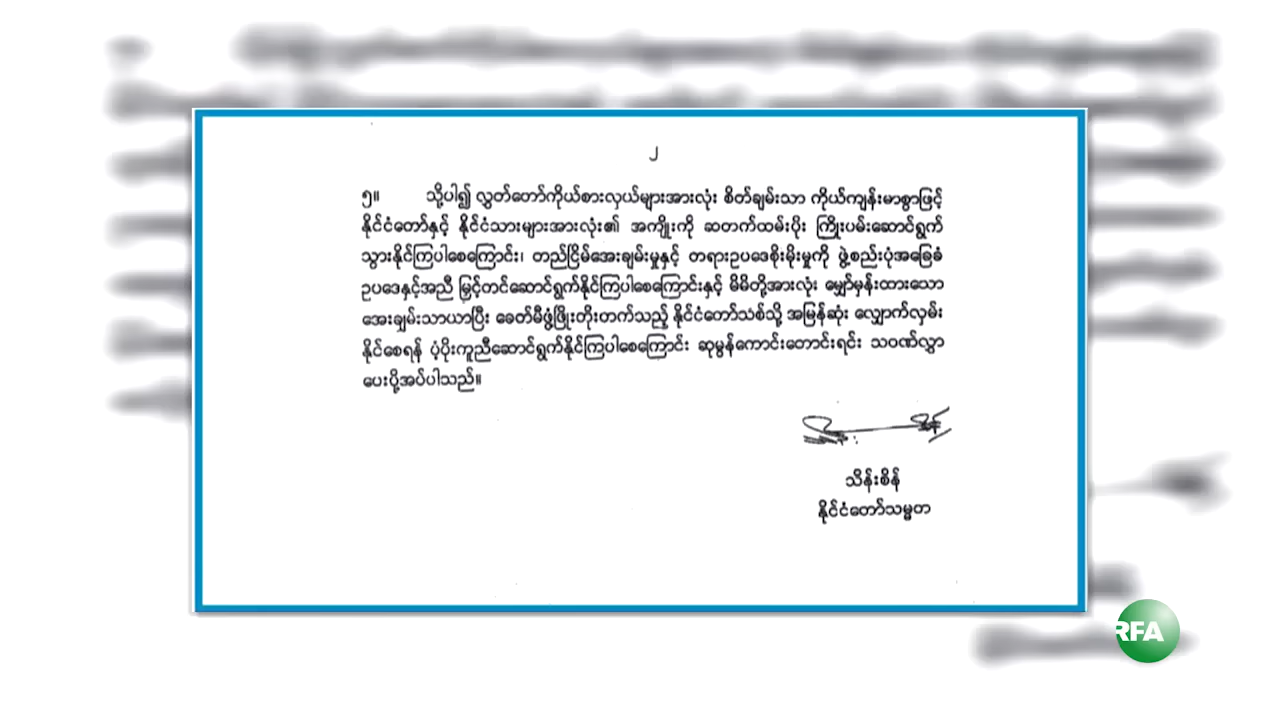 ၂
၅။ သို့ပါ၍ လွှတ်တော်ကိုယ်စားလှယ်များအားလုံး စိတ်ချမ်းသာ ကိုယ်ကျန်းမာစွာဖြင့်
နိုင်ငံတော်နှင့် နိုင်ငံသားများအားလုံး၏ အကျိုးကို ဆတက်ထမ်းပိုး ကြိုးပမ်းဆောင်ရွက်
သွားနိုင်ကြပါစေကြောင်း၊ တည်ငြိမ်အေးချမ်းမှုနှင့် တရားဥပဒေစိုးမိုးမှုကို ဖွဲ့စည်းပုံအခြေခံ
ဥပဒေနှင့်အညီ မြှင့်တင်ဆောင်ရွက်နိုင်ကြပါစေကြောင်းနှင့် မိမိတို့အားလုံး မျှော်မှန်းထားသော
အေးချမ်းသာယာပြီး ခေတ်မီဖွံ့ဖြိုးတိုးတက်သည့် နိုင်ငံတော်သစ်သို့ အမြန်ဆုံး လျှောက်လှမ်း
နိုင်စေရန် ပံ့ပိုးကူညီဆောင်ရွက်နိုင်ကြပါစေကြောင်း ဆုမွန်ကောင်းတောင်းရင်း သဝဏ်လွှာ
ပေးပို့အပ်ပါသည်။
သိန်းစိန်
နိုင်ငံတော်သမ္မတ
RFA